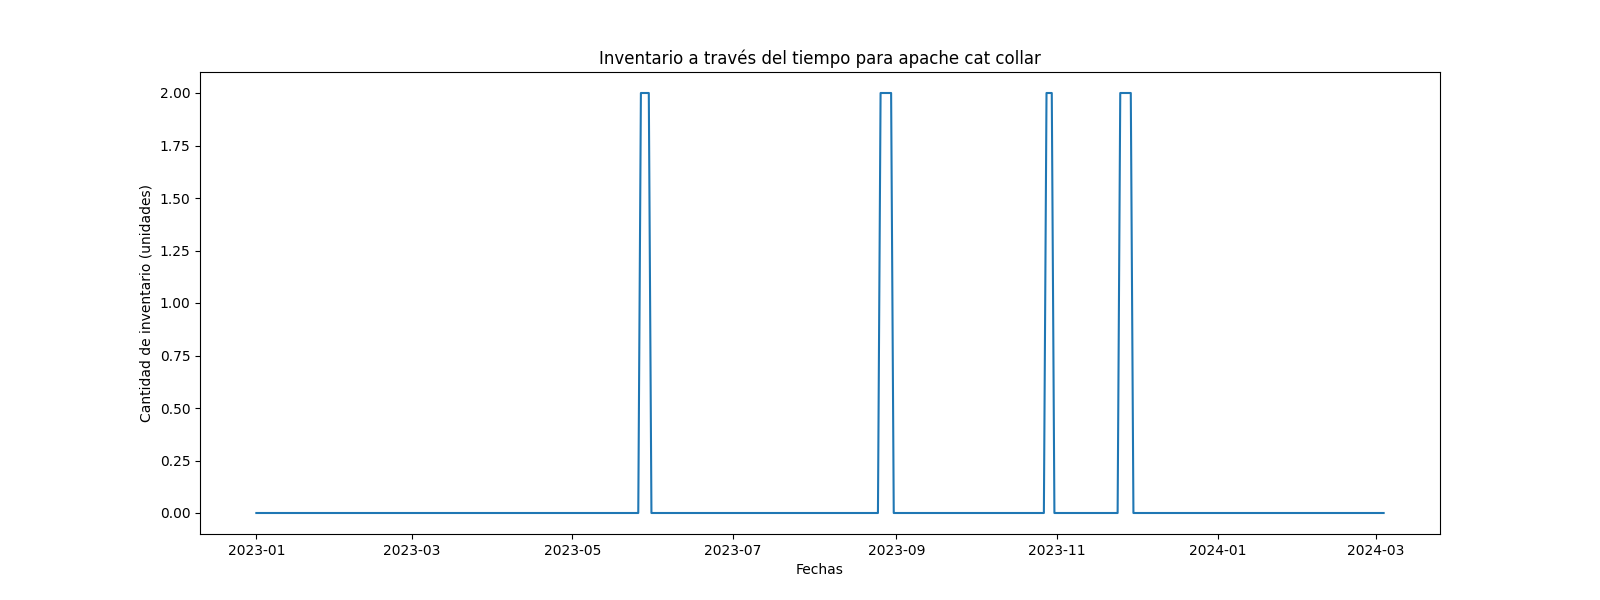 Inventario a través del tiempo para apache cat collar
Cantidad de inventario (unidades)
2.00
1.75
1.50
1.25
1.00
0.75
0.50
0.25
0.00
2023-01 2023-03 2023-05 2023-07 2023-09 2023-11 2024-01 2024-03
Fechas